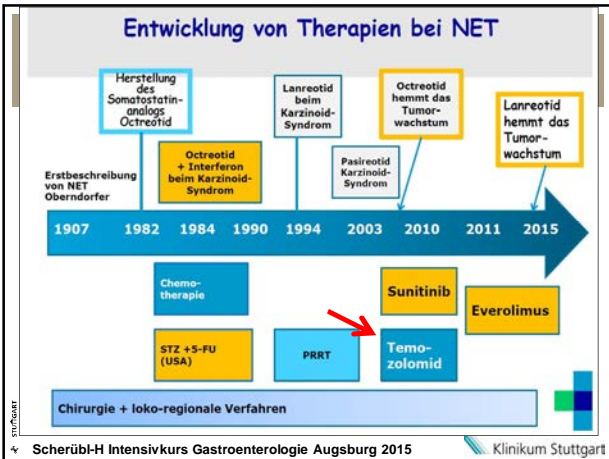 Entwicklung von Therapien bei NET
Herstellung
des
Somatostatin-
analogs
Octreotid
Lanreotid
beim
Karzinoid-
Syndrom
Octreotid
hemmt das
Tumor-
wachstum
Lanreotid
hemmt das
Tumor-
wachstum
Octreotid
+ Interferon
beim Karzinoid-
Syndrom
Pasireotid
Karzinoid-
Syndrom
Erstbeschreibung
von NET
Oberndorfer
1907 1982 1984 1990 1994 2003 2010 2011 2015
Chemo-
therapie
Sunitinib
Everolimus
STZ +5-FU
(USA)
PRRT
Temo-
zolomid
Chirurgie + loko-regionale Verfahren
STUTTGART
Scherübl-H Intensivkurs Gastroenterologie Augsburg 2015
Klinikum Stuttgart